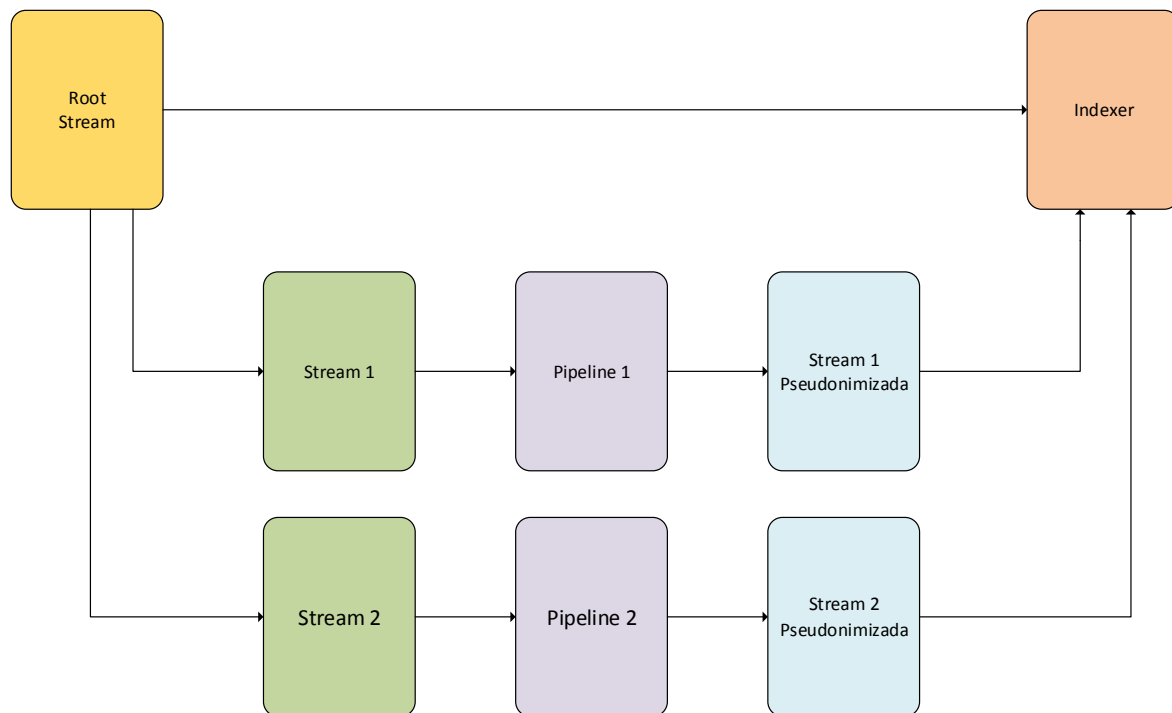 Root
Stream
Indexer
Stream 1
Pipeline 1
Stream 1
Pseudonimizada
Stream 2
Pipeline 2
Stream 2
Pseudonimizada